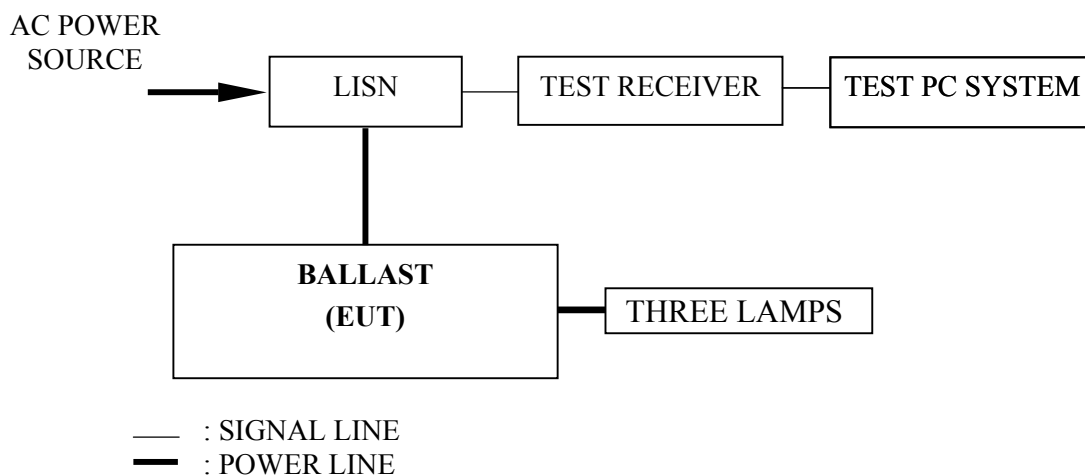 AC POWER
SOURCE
LISN
TEST RECEIVER
TEST PC SYSTEM
BALLAST
(EUT)
THREE LAMPS
: SIGNAL LINE
: POWER LINE